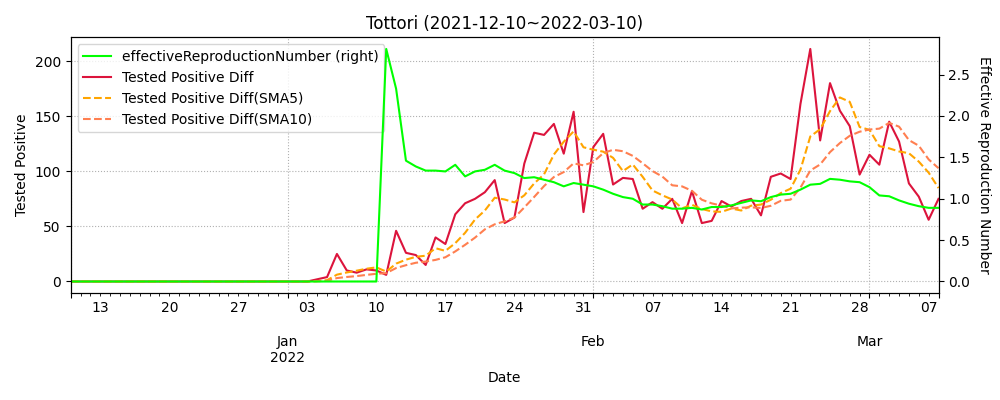 Tottori (2021-12-10~2022-03-10)
effectiveReproductionNumber (right)
Tested Positive Diff
Tested Positive Diff(SMA5)
Tested Positive Diff(SMA10)
Tested Positive
200
150
100
50
0
Effective Reproduction Number
2.5
2.0
1.5
1.0
0.5
0.0
13 20 27 03 10 17 24 31 07 14 21 28 07
Jan Feb Mar
2022
Date